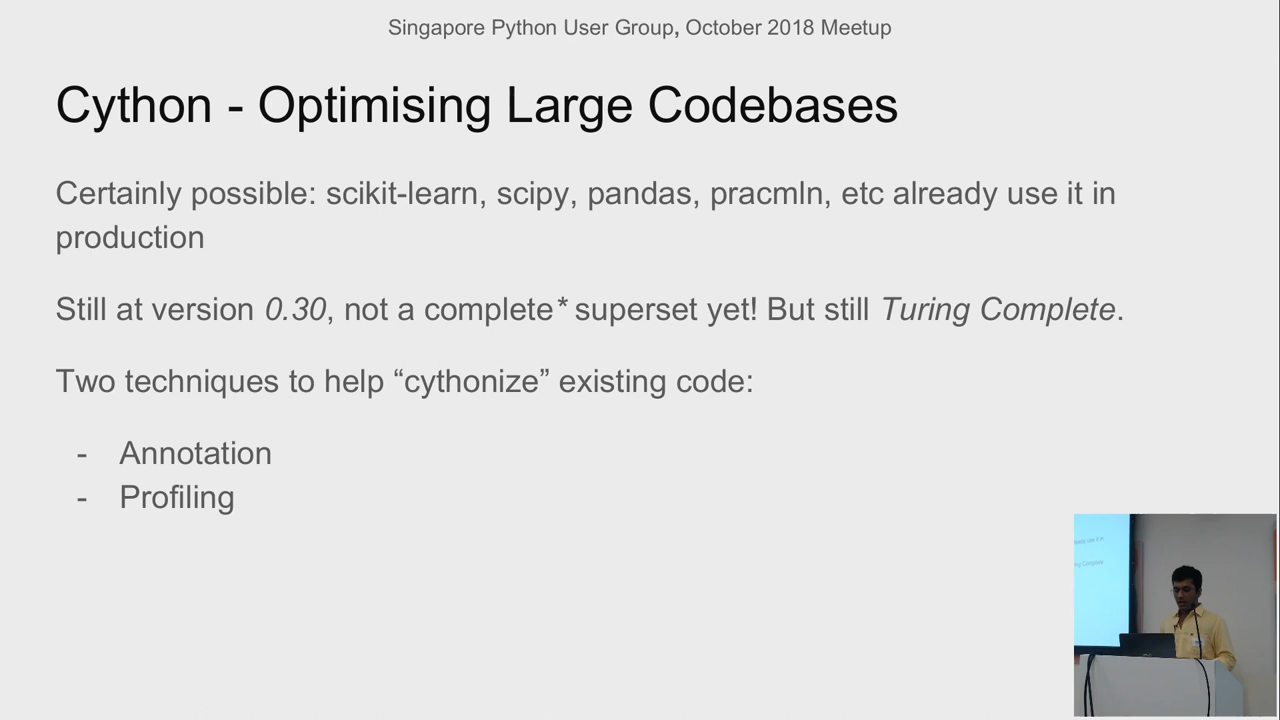 Singapore Python User Group, October 2018 Meetup
Cython - Optimising Large Codebases
Certainly possible: scikit-learn, scipy, pandas, pracmln, etc already use it in
production
Still at version 0.30, not a complete* superset yet! But still Turing Complete.
Two techniques to help “cythonize” existing code:
- Annotation
- Profiling